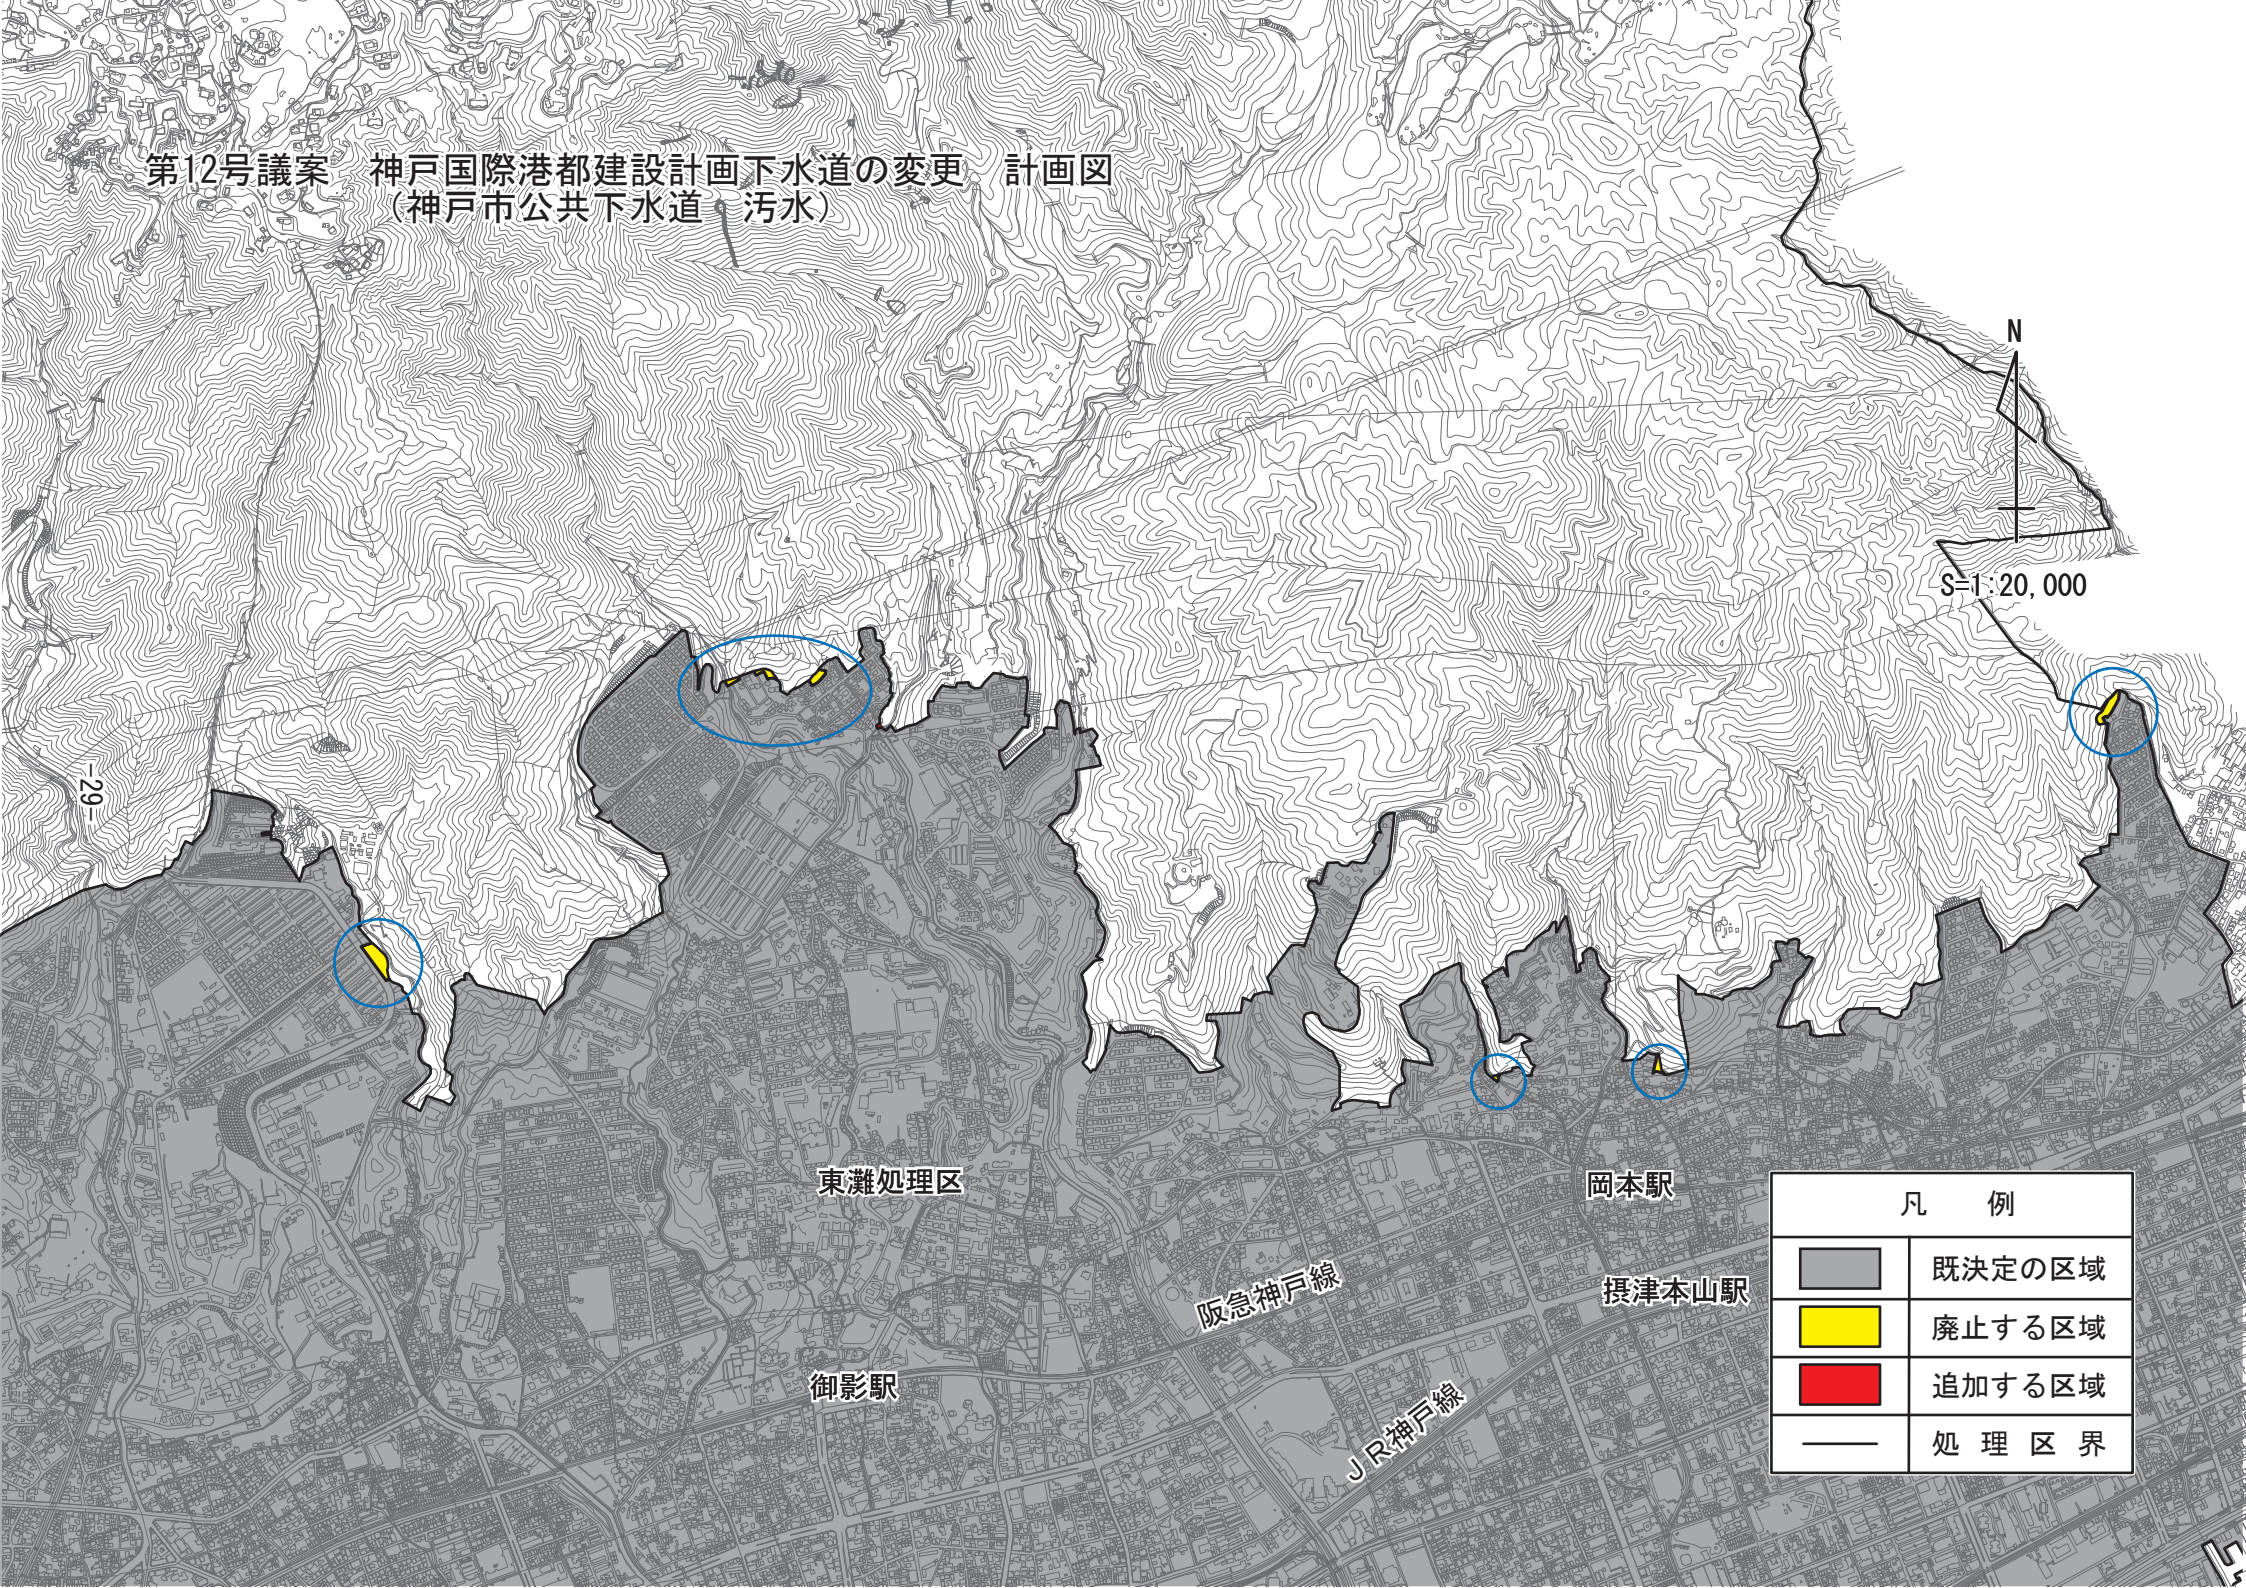 第12号議案　神戸国際港都建設計画下水道の変更　計画図
（神戸市公共下水道　汚水）
N
S=1:20,000
-29-
東灘処理区
岡本駅
摂津本山駅
阪急神戸線
御影駅
ＪＲ神戸線
凡　例
既決定の区域
廃止する区域
追加する区域
処理区界